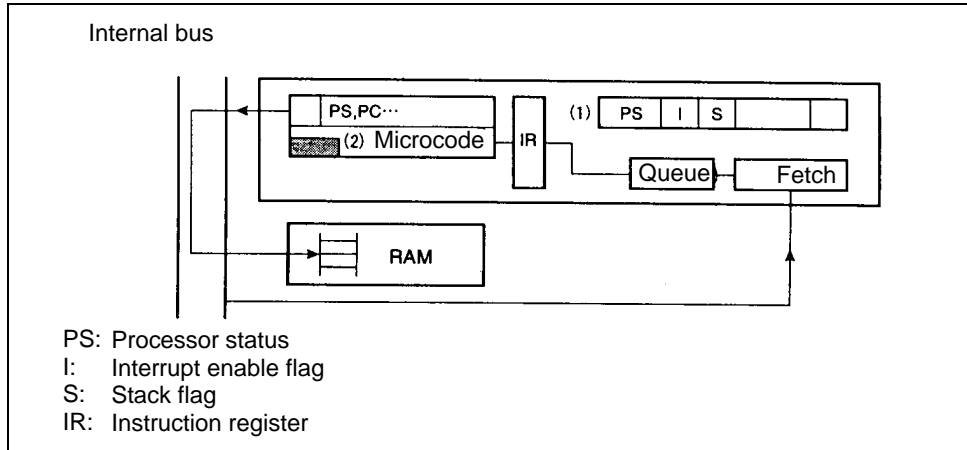 Internal bus
PS,PC⋯
(2) Microcode
IR
(1) PS I S
Queue Fetch
RAM
PS: Processor status
I: Interrupt enable flag
S: Stack flag
IR: Instruction register